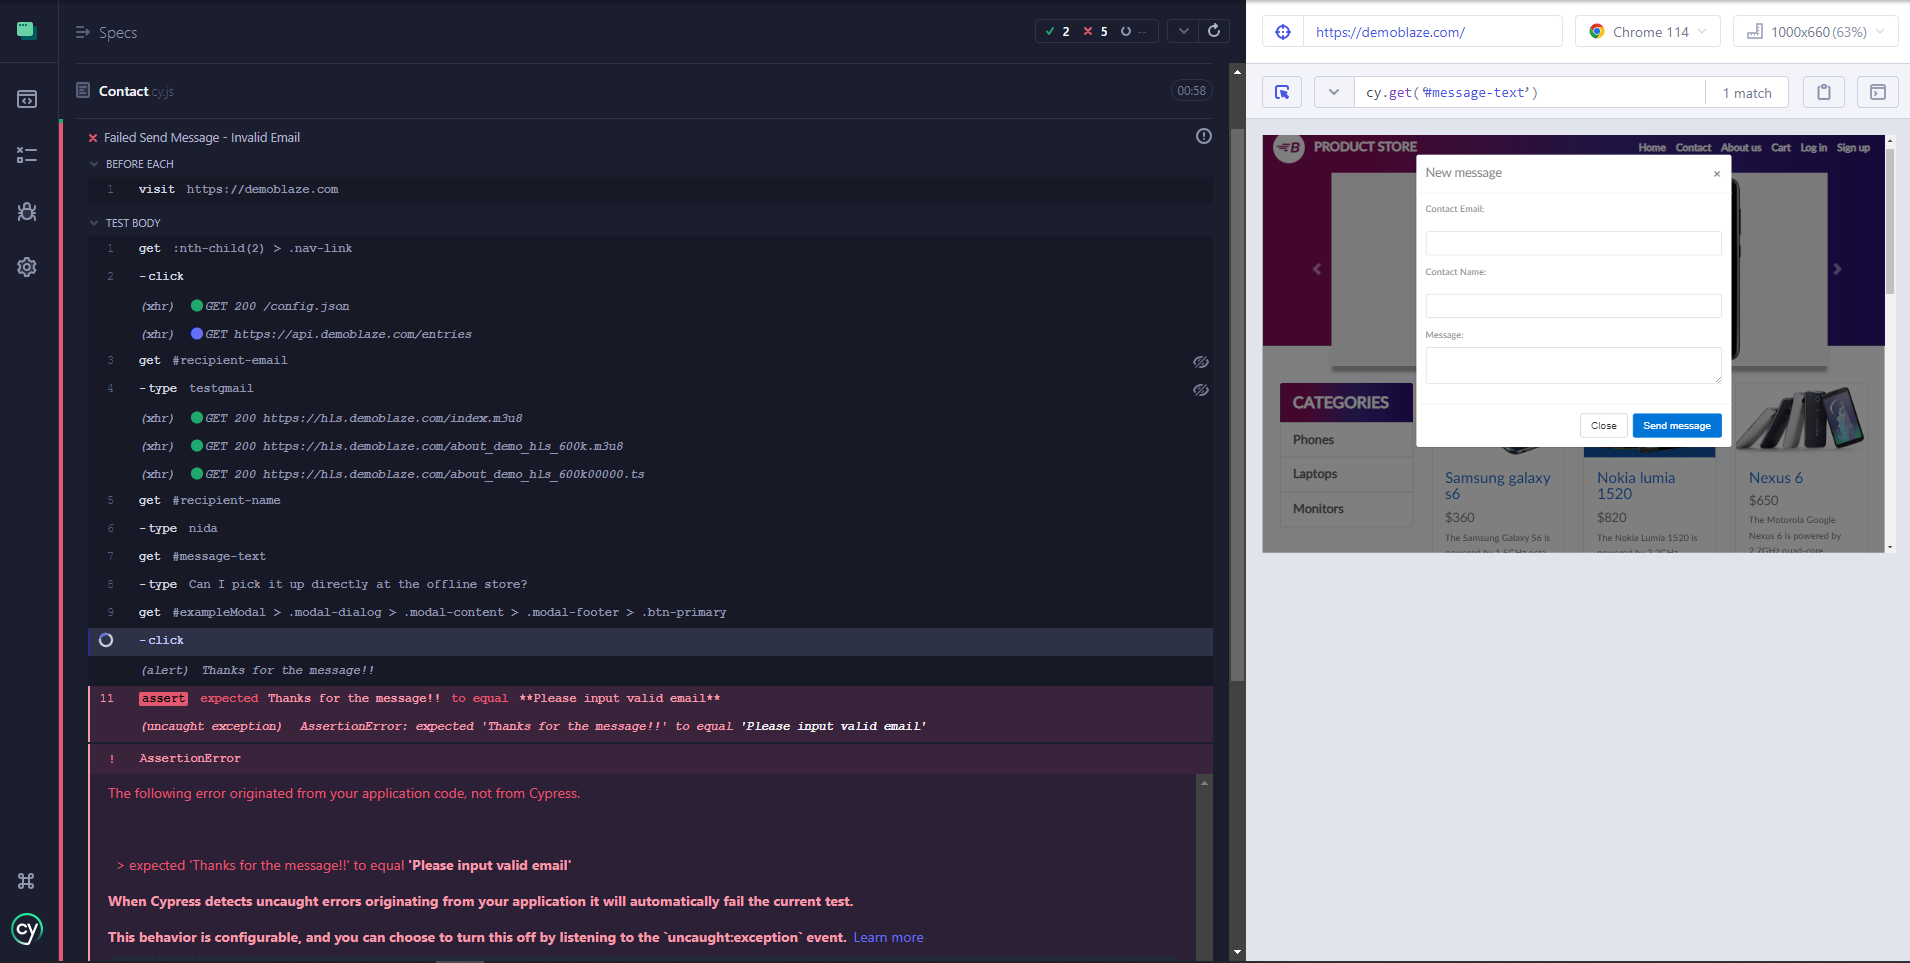 Specs
2 5 --
Contact cy.js
00:58
Failed Send Message - Invalid Email
BEFORE EACH
1 visit https://demoblaze.com
TEST BODY
1 get :nth-child(2) > .nav-link
2 -click
(xhr) GET 200 /config.json
(xhr) GET https://api.demoblaze.com/entries
3 get #recipient-email
4 -type testgmail
(xhr) GET 200 https://hls.demoblaze.com/index.m3u8
(xhr) GET 200 https://hls.demoblaze.com/about_demo_hls_600k.m3u8
(xhr) GET 200 https://hls.demoblaze.com/about_demo_hls_600k00000.ts
5 get #recipient-name
6 -type nida
7 get #message-text
8 -type Can I pick it up directly at the offline store?
9 get #exampleModal > .modal-dialog > .modal-content > .modal-footer > .btn-primary
-click
(alert) Thanks for the message!!
11 assert expected Thanks for the message!! to equal **Please input valid email**
(uncaught exception) AssertionError: expected 'Thanks for the message!!' to equal 'Please input valid email'
! AssertionError
The following error originated from your application code, not from Cypress.
> expected 'Thanks for the message!!' to equal 'Please input valid email'
When Cypress detects uncaught errors originating from your application it will automatically fail the current test.
This behavior is configurable, and you can choose to turn this off by listening to the `uncaught:exception` event. Learn more
cy
https://demoblaze.com/
Chrome 114
1000x660 (63%)
cy.get('#message-text')
1 match
PRODUCT STORE
Home Contact About us Cart Log in Sign up
New message
×
Contact Email:
Contact Name:
Message:
Close
Send message
CATEGORIES
Phones
Laptops
Monitors
Samsung galaxy
s6
$360
The Samsung Galaxy S6 is
powered by 1.5GHz octa
Nokia lumia
1520
$820
The Nokia Lumia 1520 is
powered by 2.2GHz
Nexus 6
$650
The Motorola Google
Nexus 6 is powered by
2.7GHz quad-core